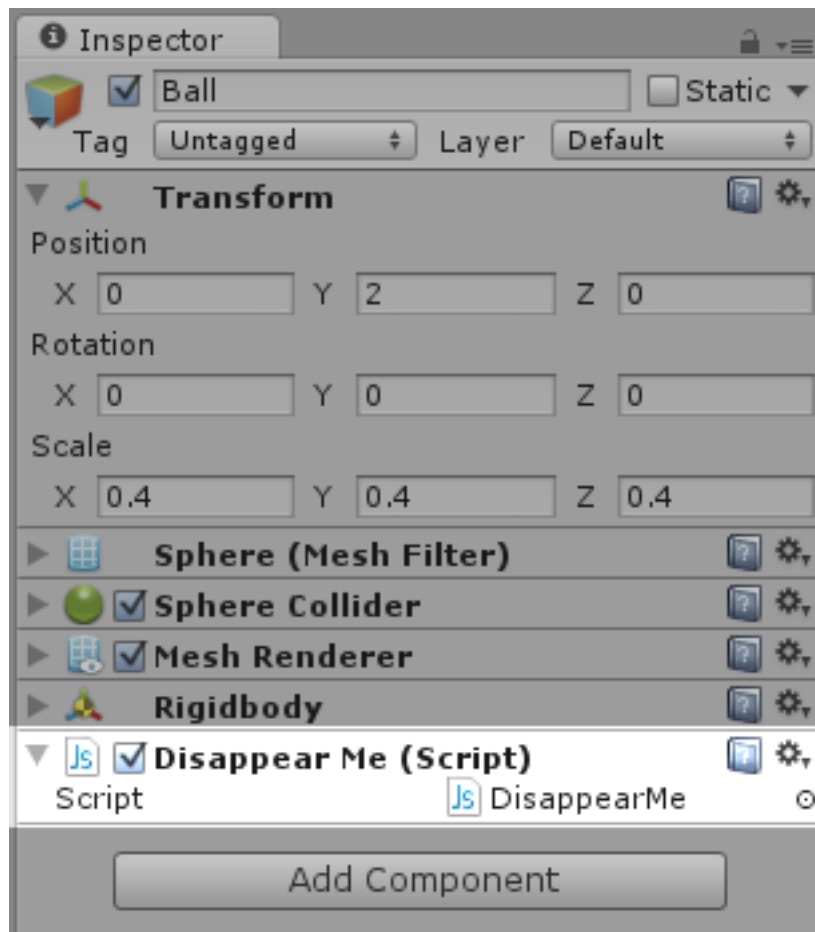 Inspector
Ball Static
Tag Untagged Layer Default
Transform
Position
X 0 Y 2 Z 0
Rotation
X 0 Y 0 Z 0
Scale
X 0.4 Y 0.4 Z 0.4
Sphere (Mesh Filter)
Sphere Collider
Mesh Renderer
Rigidbody
Js Disappear Me (Script)
Script Js DisappearMe
Add Component